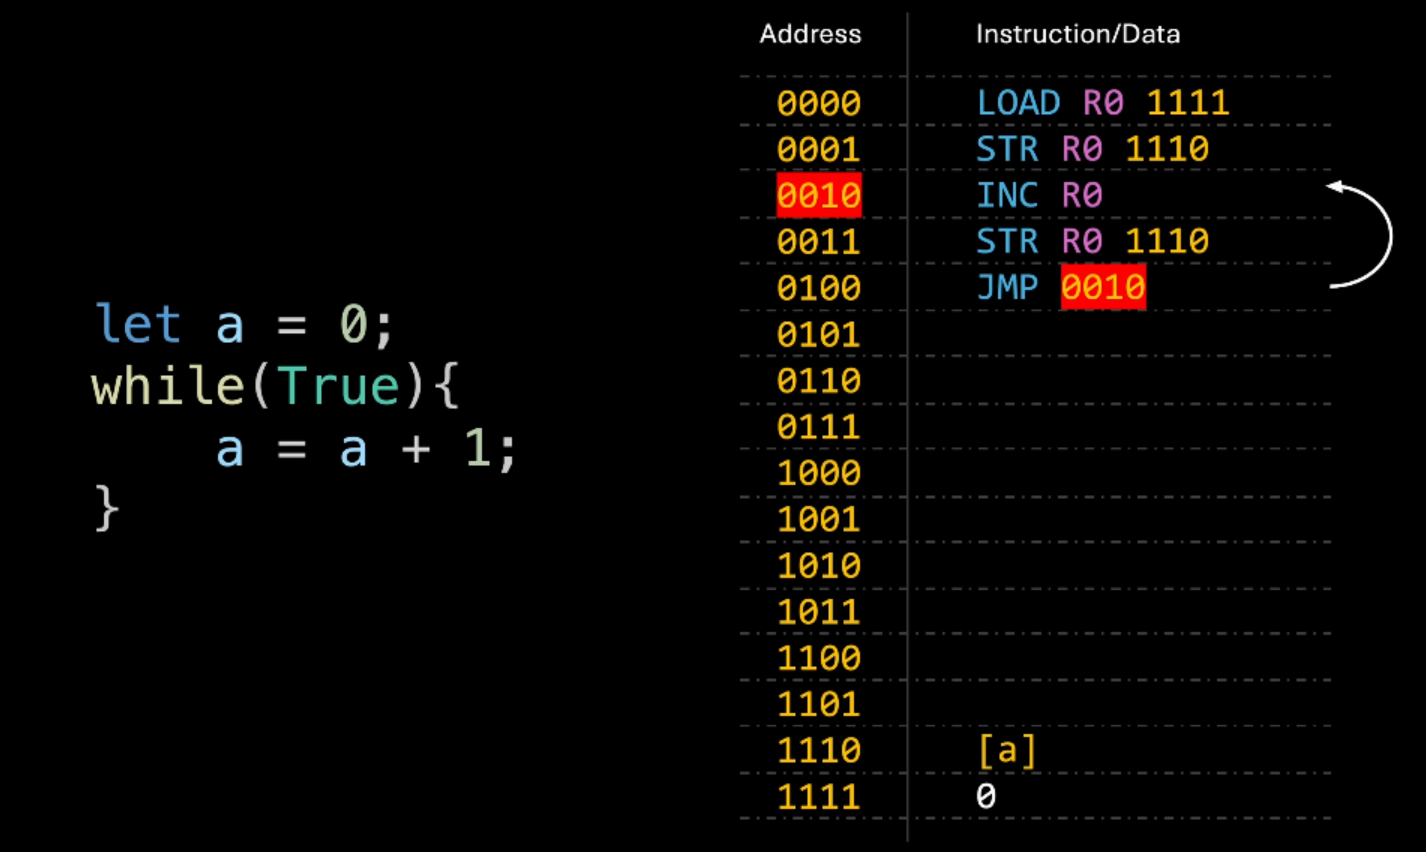 let a = 0;
while(True){
    a = a + 1;
}
Address Instruction/Data
0000 LOAD R0 1111
0001 STR R0 1110
0010 INC R0
0011 STR R0 1110
0100 JMP 0010
0101
0110
0111
1000
1001
1010
1011
1100
1101
1110 [a]
1111 0